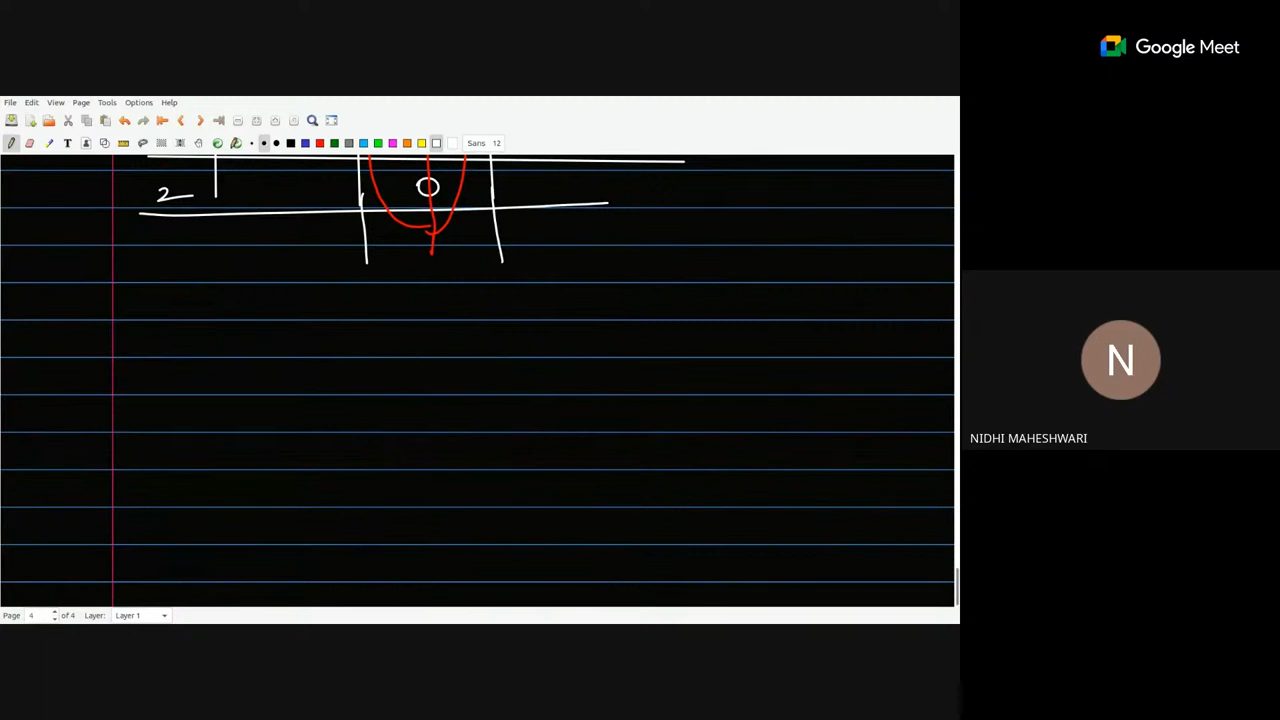 Google Meet
File Edit View Page Tools Options Help
Sans 12
2
0
N
NIDHI MAHESHWARI
Page 4 of 4 Layer: Layer 1